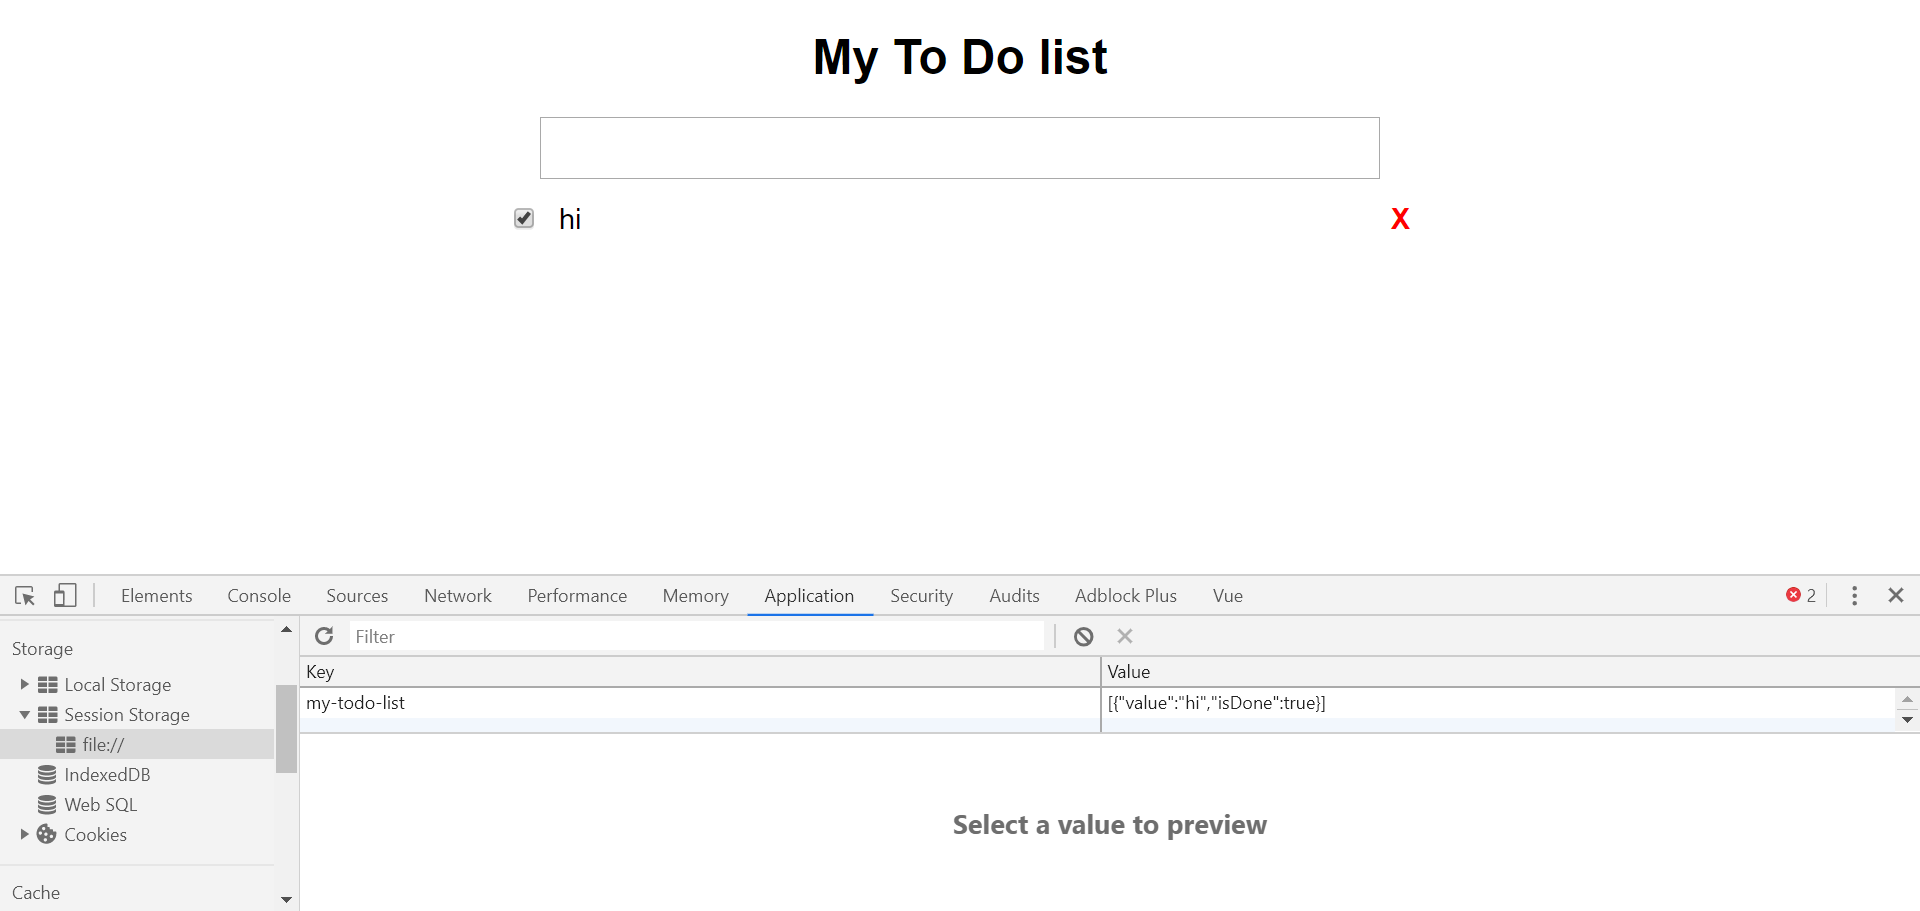 My To Do list
hi X
Elements Console Sources Network Performance Memory Application Security Audits Adblock Plus Vue 2
Storage
Local Storage
Session Storage
file://
IndexedDB
Web SQL
Cookies
Cache
Filter
Key Value
my-todo-list [{"value":"hi","isDone":true}]
Select a value to preview